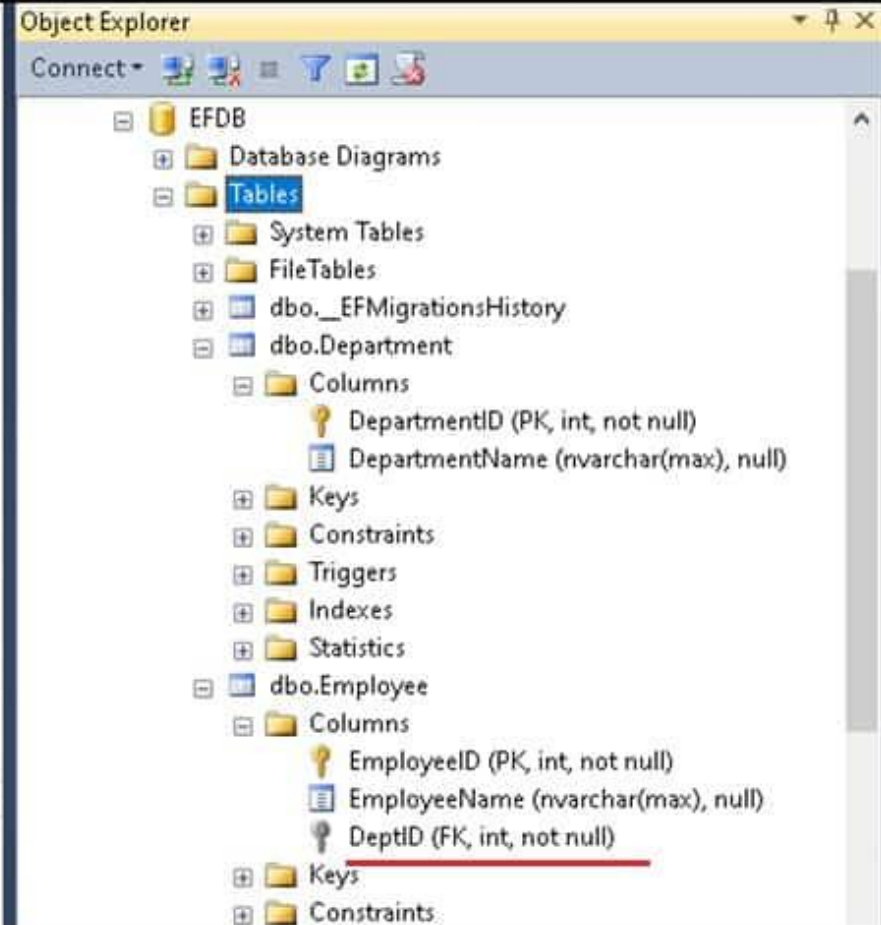 Object Explorer
Connect
EFDB
Database Diagrams
Tables
System Tables
FileTables
dbo.__EFMigrationsHistory
dbo.Department
Columns
DepartmentID (PK, int, not null)
DepartmentName (nvarchar(max), null)
Keys
Constraints
Triggers
Indexes
Statistics
dbo.Employee
Columns
EmployeeID (PK, int, not null)
EmployeeName (nvarchar(max), null)
DeptID (FK, int, not null)
Keys
Constraints